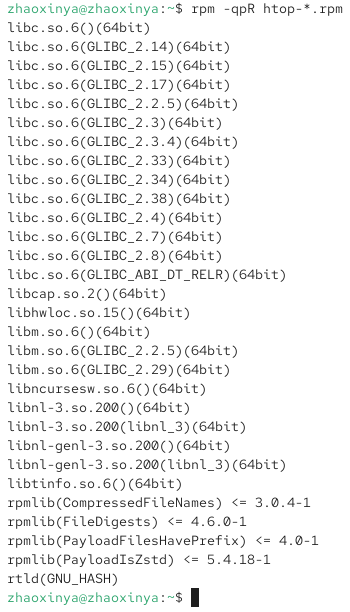 zhaoxinya@zhaoxinya:~$ rpm -qpR htop-*.rpm
libc.so.6()(64bit)
libc.so.6(GLIBC_2.14)(64bit)
libc.so.6(GLIBC_2.15)(64bit)
libc.so.6(GLIBC_2.17)(64bit)
libc.so.6(GLIBC_2.2.5)(64bit)
libc.so.6(GLIBC_2.3)(64bit)
libc.so.6(GLIBC_2.3.4)(64bit)
libc.so.6(GLIBC_2.33)(64bit)
libc.so.6(GLIBC_2.34)(64bit)
libc.so.6(GLIBC_2.38)(64bit)
libc.so.6(GLIBC_2.4)(64bit)
libc.so.6(GLIBC_2.7)(64bit)
libc.so.6(GLIBC_2.8)(64bit)
libc.so.6(GLIBC_ABI_DT_RELR)(64bit)
libcap.so.2()(64bit)
libhwloc.so.15()(64bit)
libm.so.6()(64bit)
libm.so.6(GLIBC_2.2.5)(64bit)
libm.so.6(GLIBC_2.29)(64bit)
libncursesw.so.6()(64bit)
libnl-3.so.200()(64bit)
libnl-3.so.200(libnl_3)(64bit)
libnl-genl-3.so.200()(64bit)
libnl-genl-3.so.200(libnl_3)(64bit)
libtinfo.so.6()(64bit)
rpmlib(CompressedFileNames) <= 3.0.4-1
rpmlib(FileDigests) <= 4.6.0-1
rpmlib(PayloadFilesHavePrefix) <= 4.0-1
rpmlib(PayloadIsZstd) <= 5.4.18-1
rtld(GNU_HASH)
zhaoxinya@zhaoxinya:~$